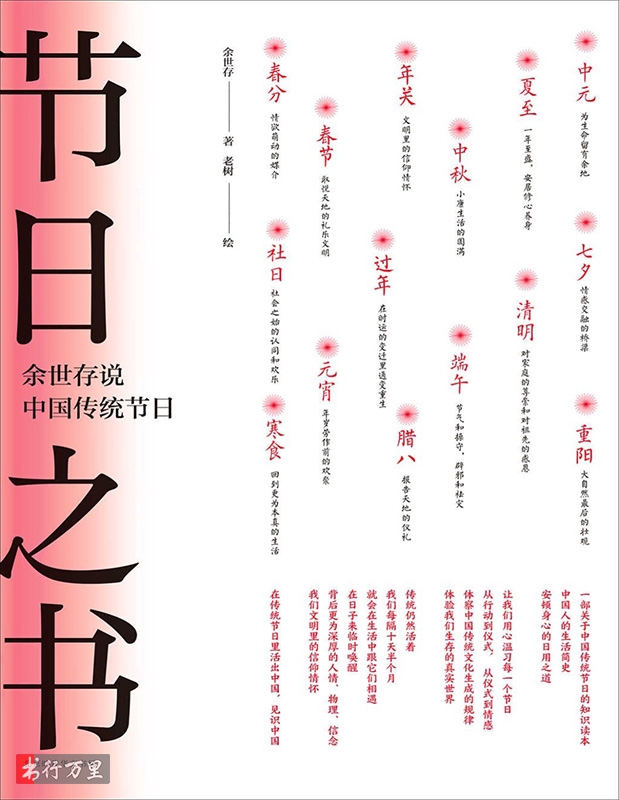 节日之书
余世存说
中国传统节日
余世存 著 老树 绘
中元
为生命留有余地
夏至
一年至盛，安居修心养身
年关
文明里的信仰情怀
春分
情欲萌动的媒介
中秋
小康生活的圆满
春节
取悦天地的礼乐文明
七夕
情感交融的桥梁
清明
对家庭的尊崇和对祖先的感恩
过年
在时运的变迁里通变重生
社日
社会之始的认同和欢乐
端午
节气和操守，辟邪和祛灾
元宵
年岁劳作前的欢聚
重阳
大自然最后的壮观
腊八
报告天地的仪礼
寒食
回到更为本真的生活
一部关于中国传统节日的知识读本
中国人的生活简史
安顿身心的日用之道
让我们用心温习每一个节日
从行动到仪式，从仪式到情感
体察中国传统文化生成的规律
体验我们生存的真实世界
传统仍然活着
我们每隔十天半个月
就会在生活中跟它们相遇
在日子来临时唤醒
背后更为深厚的人情、物理、信念
我们文明里的信仰情怀
在传统节日里活出中国，见识中国
书行万里